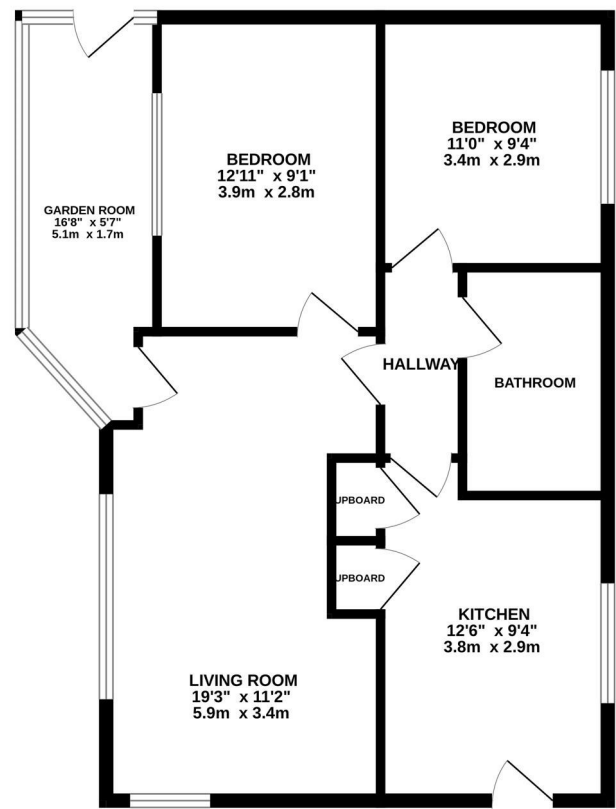 BEDROOM
11'0" x 9'4"
3.4m x 2.9m
BEDROOM
12'11" x 9'1"
3.9m x 2.8m
GARDEN ROOM
16'8" x 5'7"
5.1m x 1.7m
HALLWAY
BATHROOM
UPBOARD
UPBOARD
KITCHEN
12'6" x 9'4"
3.8m x 2.9m
LIVING ROOM
19'3" x 11'2"
5.9m x 3.4m